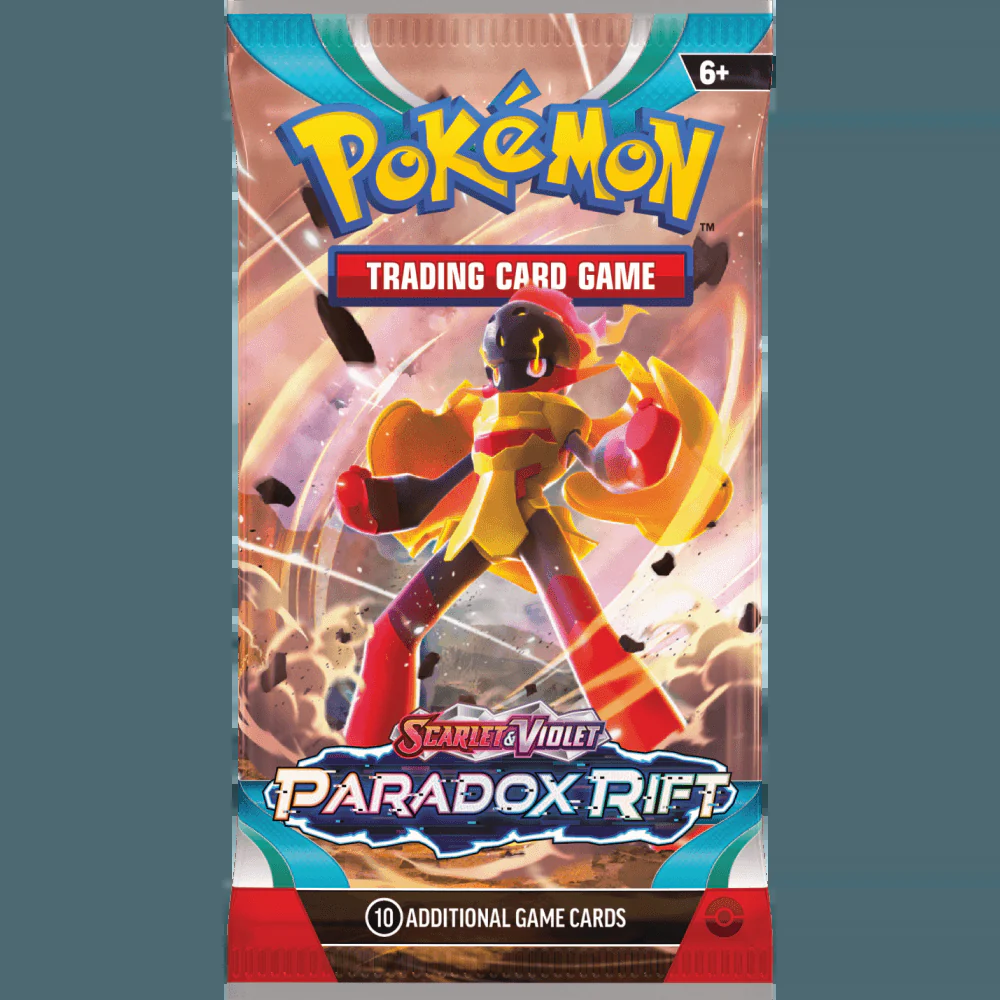 6+
POKéMON
TM
TRADING CARD GAME
SCARLET & VIOLET
PARADOX RIFT
10 ADDITIONAL GAME CARDS